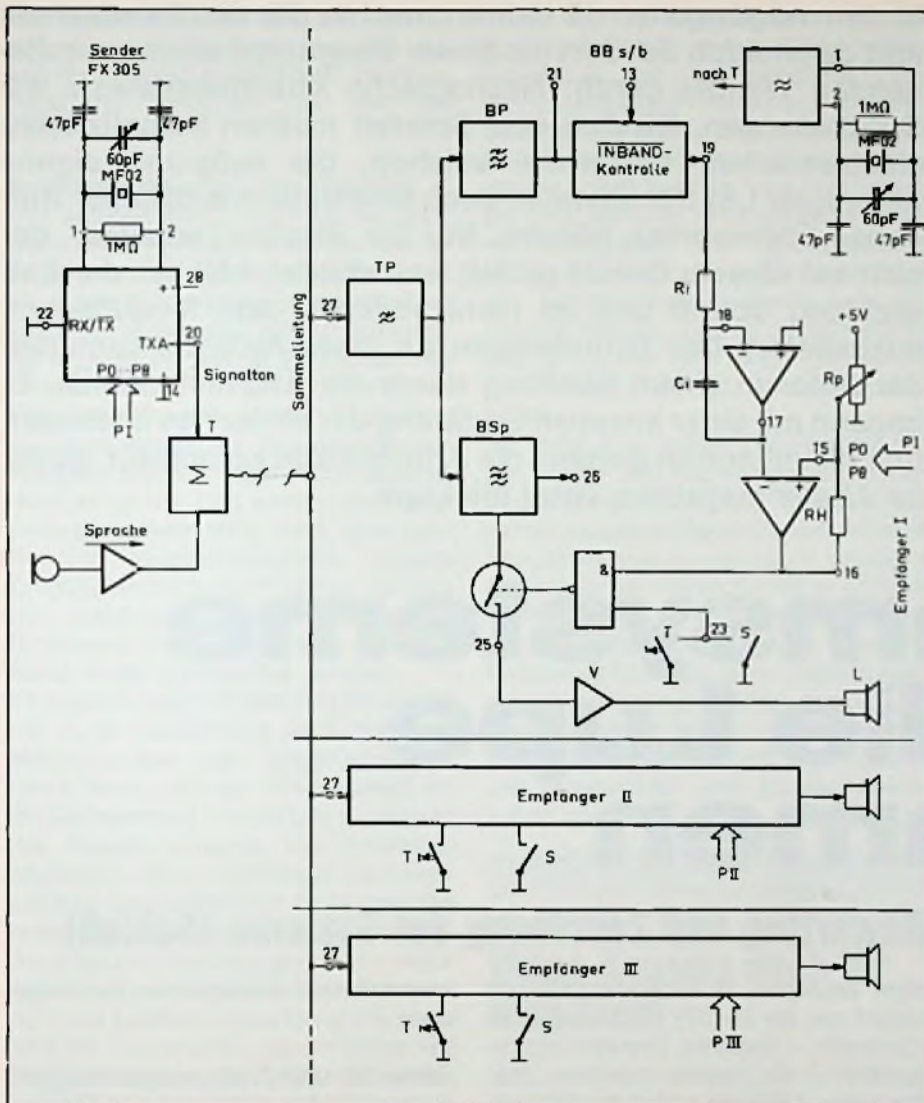 Sender
FX305
47pF
47pF
60pF
MF02
1
2
1MΩ
28
+
22
RX/TX
20
TXA
P0 P8
14
PI
Signalton
T
Σ
Sprache
Sammelleitung
27
TP
BP
21
BB s/b
13
INBAND-
Kontrolle
19
nach T
1
2
1MΩ
MF02
60pF
47pF
47pF
Ri
18
Ci
17
+5V
Rp
15
P0
P8
PI
RH
16
Empfänger I
BSp
26
&
25
T
23
S
V
L
27
Empfänger II
T
S
PII
27
Empfänger III
T
S
PIII